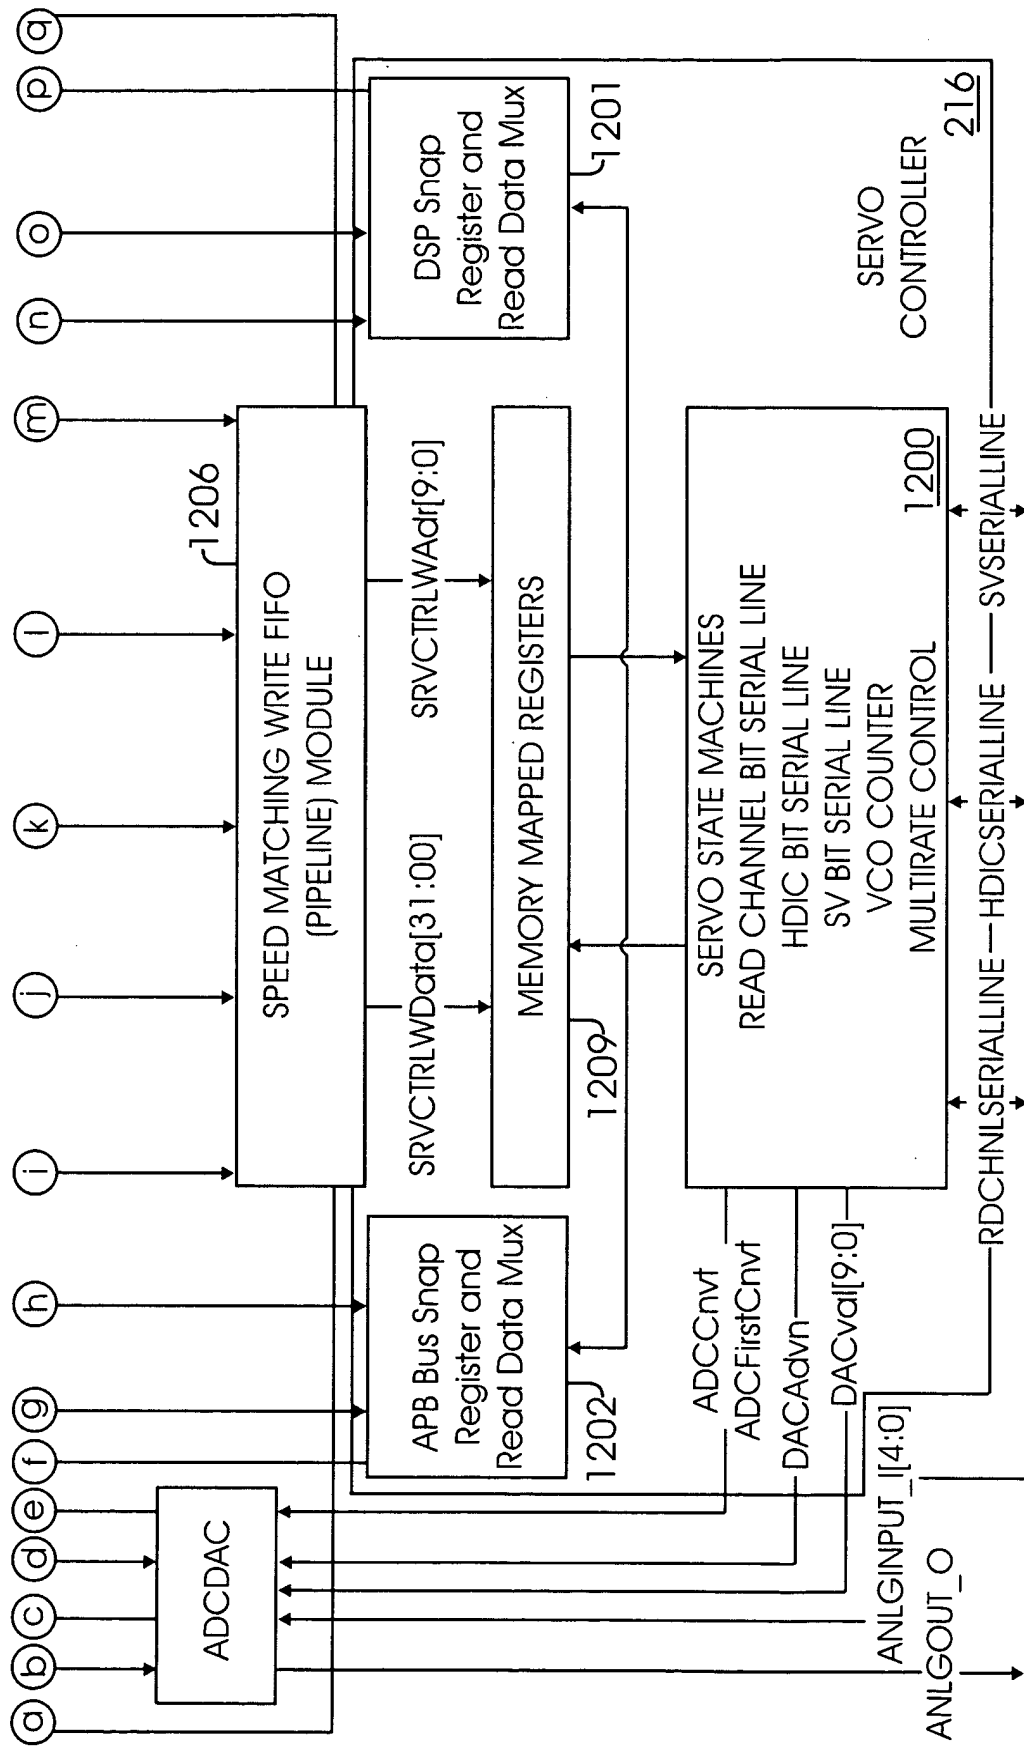 a
b
c
d
e
f
g
h
i
j
k
l
m
n
o
p
q
ADCDAC
SPEED MATCHING WRITE FIFO
(PIPELINE) MODULE
1206
APB Bus Snap
Register and
Read Data Mux
1202
SRVCTRLWData[31:00]
SRVCTRLWAdr[9:0]
DSP Snap
Register and
Read Data Mux
1201
MEMORY MAPPED REGISTERS
1209
ADCCnvt
ADCFirstCnvt
DACAdvn
DACval[9:0]
SERVO STATE MACHINES
READ CHANNEL BIT SERIAL LINE
HDIC BIT SERIAL LINE
SV BIT SERIAL LINE
VCO COUNTER
MULTIRATE CONTROL
1200
SERVO
CONTROLLER
216
ANLGINPUT_I[4:0]
ANLGOUT_O
RDCHNLSERIALLINE
HDICSERIALLINE
SVSERIALLINE